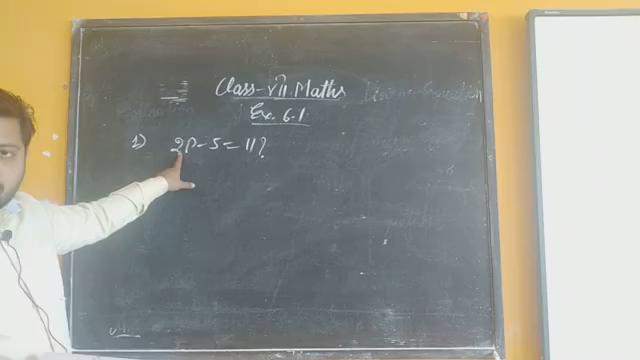 Class-VII. Maths
Ex. 6.1
1) 2P-5=11?